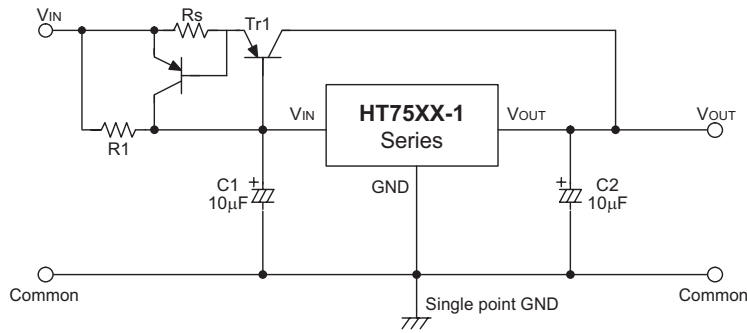 VIN
Rs
Tr1
R1
VIN
HT75XX-1
Series
VOUT
VOUT
GND
C1
10μF
C2
10μF
Common
Single point GND
Common